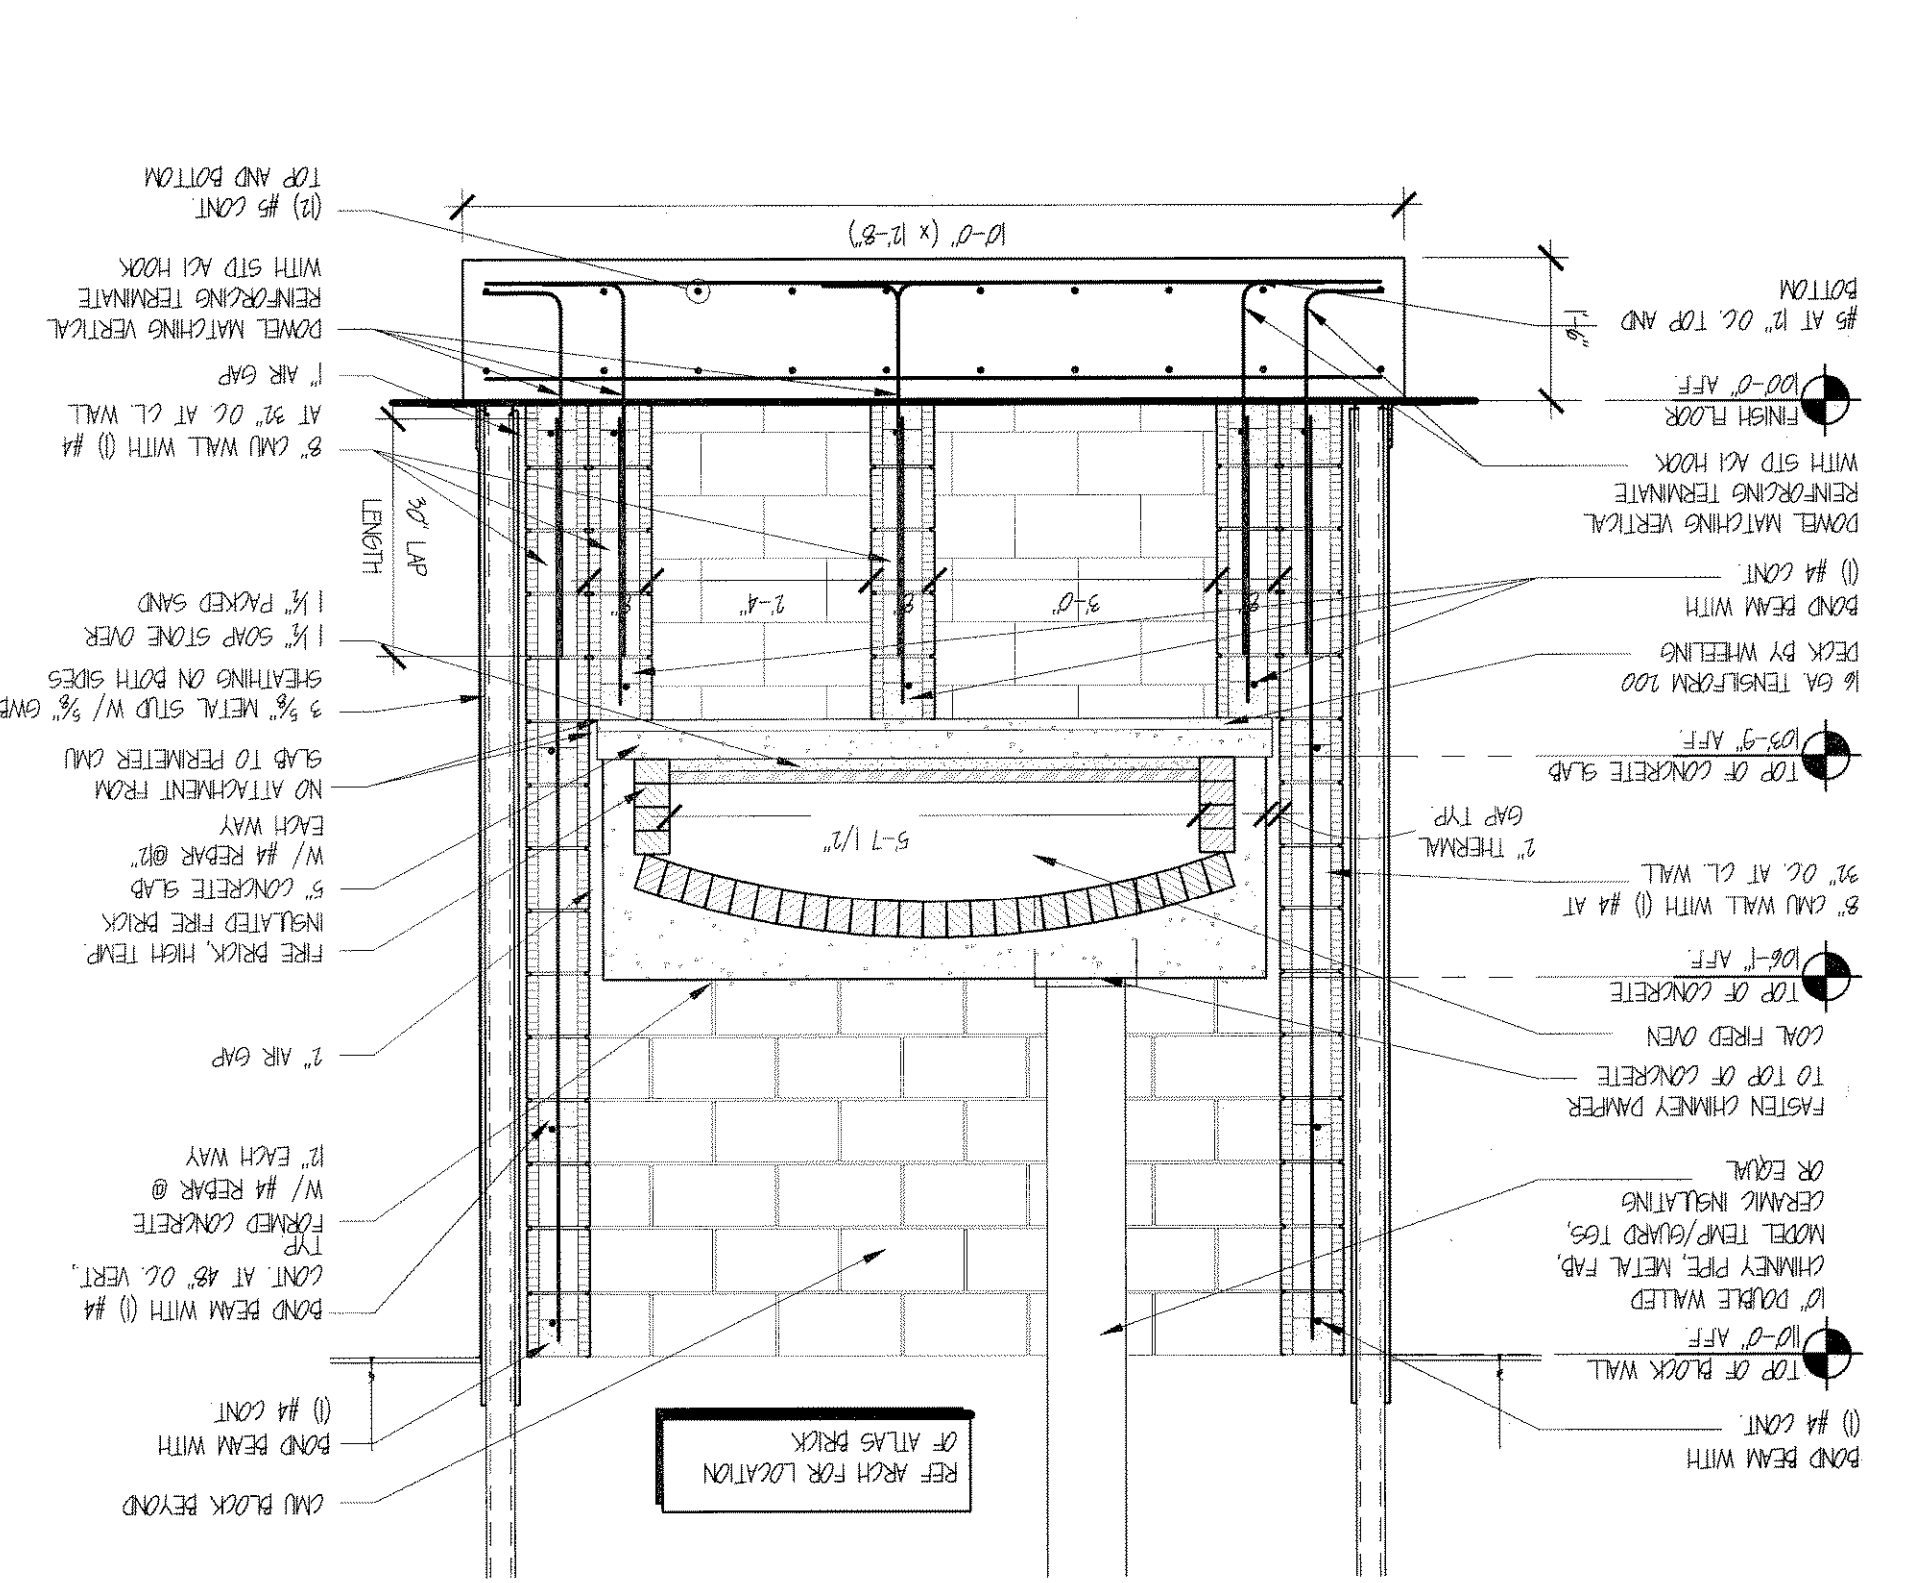 BOND BEAM WITH
(1) #4 CONT.
TOP OF BLOCK WALL
110'-0" AFF.
10" DOUBLE WALLED
CHIMNEY PIPE, METAL FAB,
MODEL TEMP/GUARD TGS,
CERAMIC INSULATING
OR EQUAL
FASTEN CHIMNEY DAMPER
TO TOP OF CONCRETE
COAL FIRED OVEN
TOP OF CONCRETE
106'-1" AFF.
8" CMU WALL WITH (1) #4 AT
32" OC. AT CL. WALL
2" THERMAL
GAP TYP.
TOP OF CONCRETE SLAB
103'-9" AFF.
16 GA. TENSILFORM 200
DECK BY WHEELING
BOND BEAM WITH
(1) #4 CONT.
DOWEL MATCHING VERTICAL
REINFORCING TERMINATE
WITH STD ACI HOOK
FINISH FLOOR
100'-0" AFF.
#5 AT 12" OC. TOP AND
BOTTOM
1'-6"
REF ARCH FOR LOCATION
OF ATLAS BRICK
5'-7 1/2"
8"
3'-0"
8"
2'-4"
8"
10'-0" (x 12'-8")
CMU BLOCK BEYOND
BOND BEAM WITH
(1) #4 CONT.
BOND BEAM WITH (1) #4
CONT. AT 48" OC. VERT.,
TYP.
FORMED CONCRETE
W/ #4 REBAR @
12" EACH WAY
2" AIR GAP
FIRE BRICK, HIGH TEMP.
INSULATED FIRE BRICK
5" CONCRETE SLAB
W/ #4 REBAR @12"
EACH WAY
NO ATTACHMENT FROM
SLAB TO PERIMETER CMU
3 5/8" METAL STUD W/ 5/8" GWB
SHEATHING ON BOTH SIDES
1 1/2" SOAP STONE OVER
1 1/2" PACKED SAND
30" LAP
LENGTH
8" CMU WALL WITH (1) #4
AT 32" OC. AT CL. WALL
1" AIR GAP
DOWEL MATCHING VERTICAL
REINFORCING TERMINATE
WITH STD ACI HOOK
(12) #5 CONT.
TOP AND BOTTOM